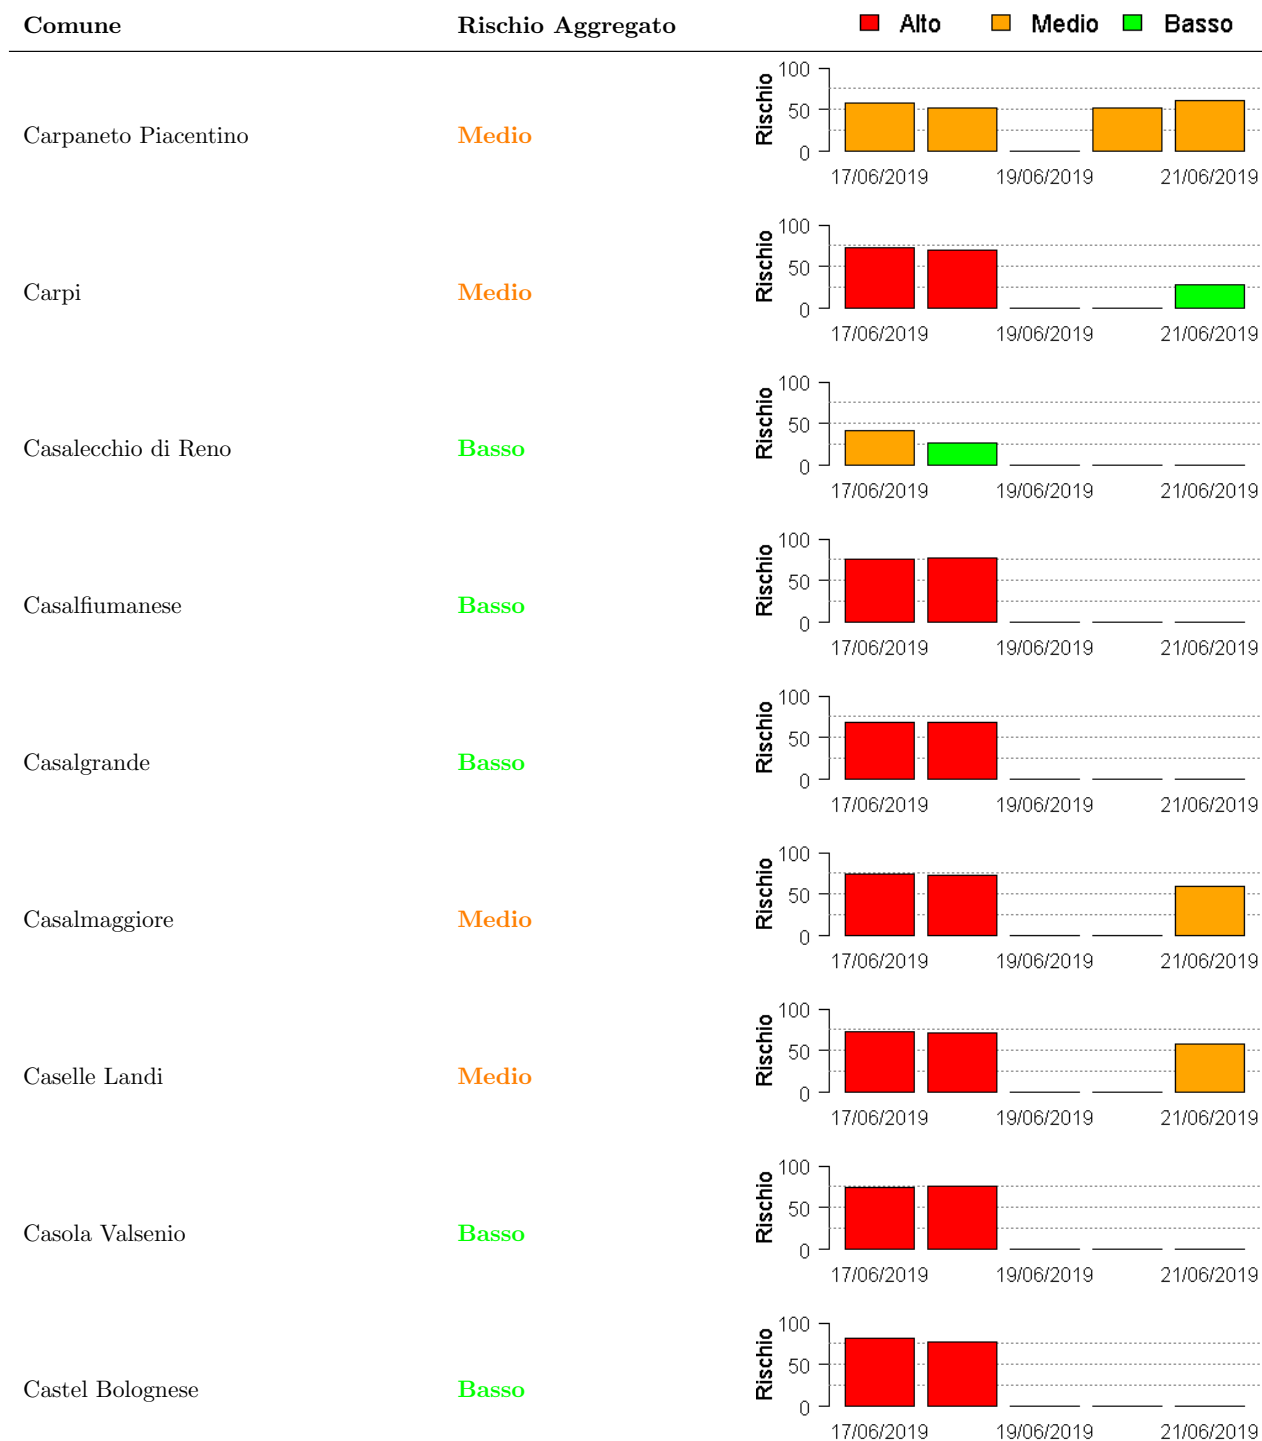 Comune Rischio Aggregato Alto Medio Basso
Carpaneto Piacentino Medio Rischio 100 50 0
17/06/2019 19/06/2019 21/06/2019
Carpi Medio Rischio 100 50 0
17/06/2019 19/06/2019 21/06/2019
Casalecchio di Reno Basso Rischio 100 50 0
17/06/2019 19/06/2019 21/06/2019
Casalfiumanese Basso Rischio 100 50 0
17/06/2019 19/06/2019 21/06/2019
Casalgrande Basso Rischio 100 50 0
17/06/2019 19/06/2019 21/06/2019
Casalmaggiore Medio Rischio 100 50 0
17/06/2019 19/06/2019 21/06/2019
Caselle Landi Medio Rischio 100 50 0
17/06/2019 19/06/2019 21/06/2019
Casola Valsenio Basso Rischio 100 50 0
17/06/2019 19/06/2019 21/06/2019
Castel Bolognese Basso Rischio 100 50 0
17/06/2019 19/06/2019 21/06/2019